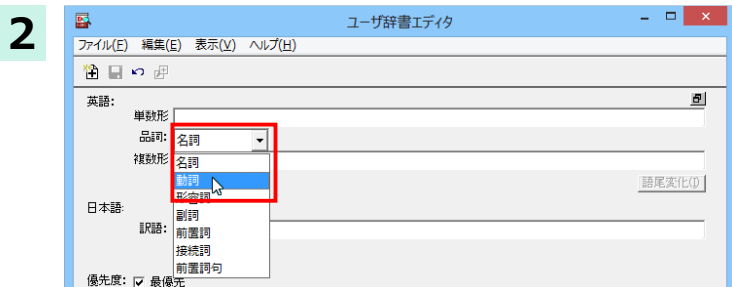 2
ユーザ辞書エディタ
ファイル(F) 編集(E) 表示(V) ヘルプ(H)
英語:
単数形
品詞: 名詞
複数形
名詞
動詞
形容詞
副詞
前置詞
接続詞
前置詞句
語尾変化(I)
日本語:
訳語:
優先度: 最優先